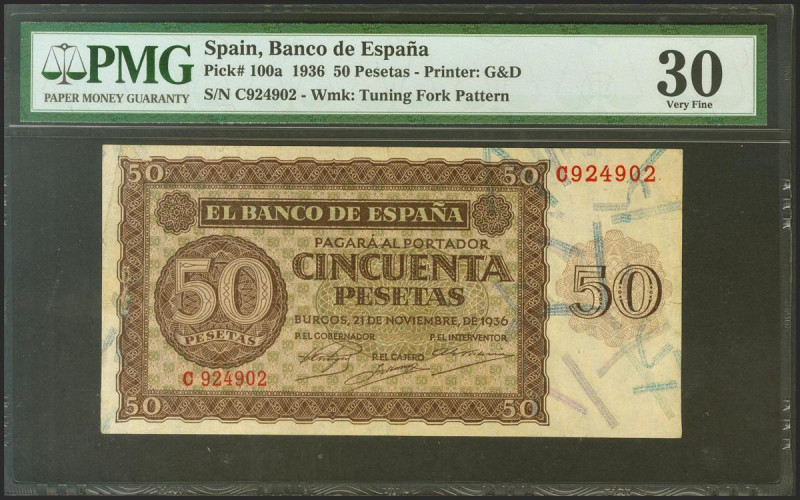 PMG
PAPER MONEY GUARANTY
Spain, Banco de España
Pick# 100a 1936 50 Pesetas - Printer: G&D
S/N C924902 - Wmk: Tuning Fork Pattern
30
Very Fine
50 50
C924902
EL BANCO DE ESPAÑA
PAGARÁ AL PORTADOR
CINCUENTA
PESETAS
50
PESETAS
50
BURGOS, 21 DE NOVIEMBRE, DE 1936
P.EL GOBERNADOR P.EL INTERVENTOR
P.EL CAJERO
C 924902
50 50